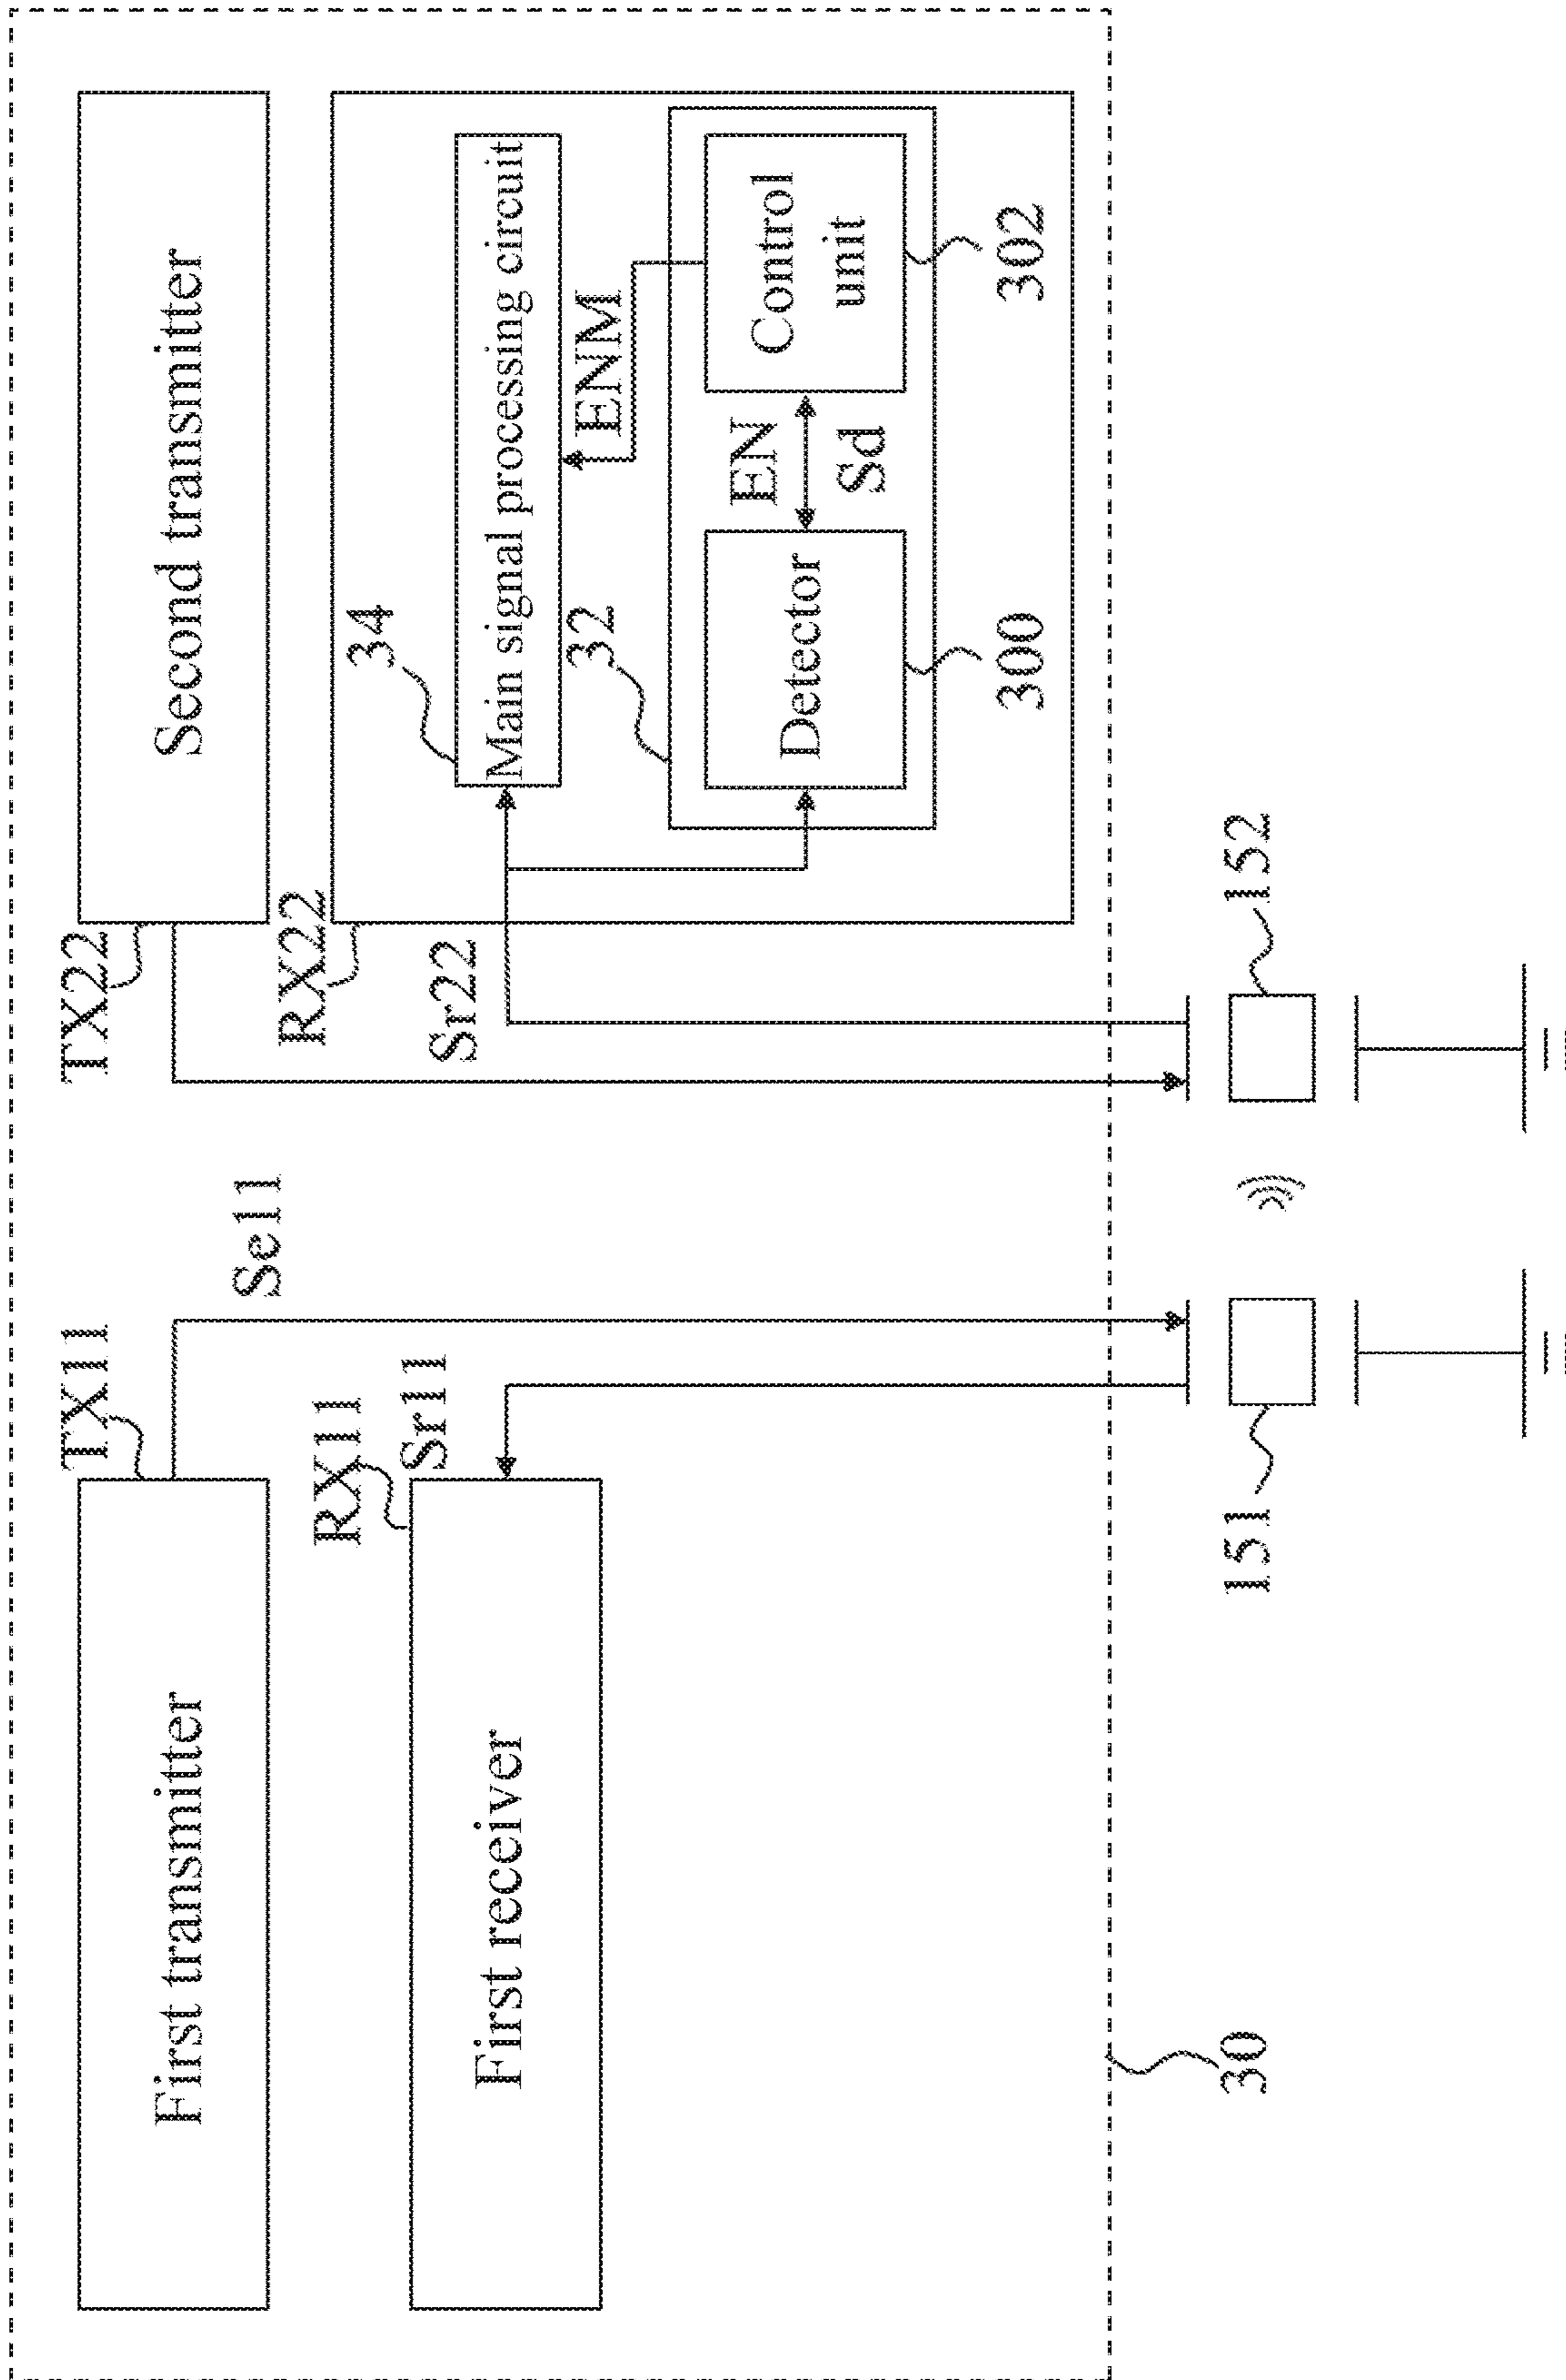 First transmitter
TX11
Se11
First receiver
RX11
Sr11
TX22
Second transmitter
RX22
Sr22
34
Main signal processing circuit
ENM
32
Detector
300
EN
Sd
Control
unit
302
30
151
152